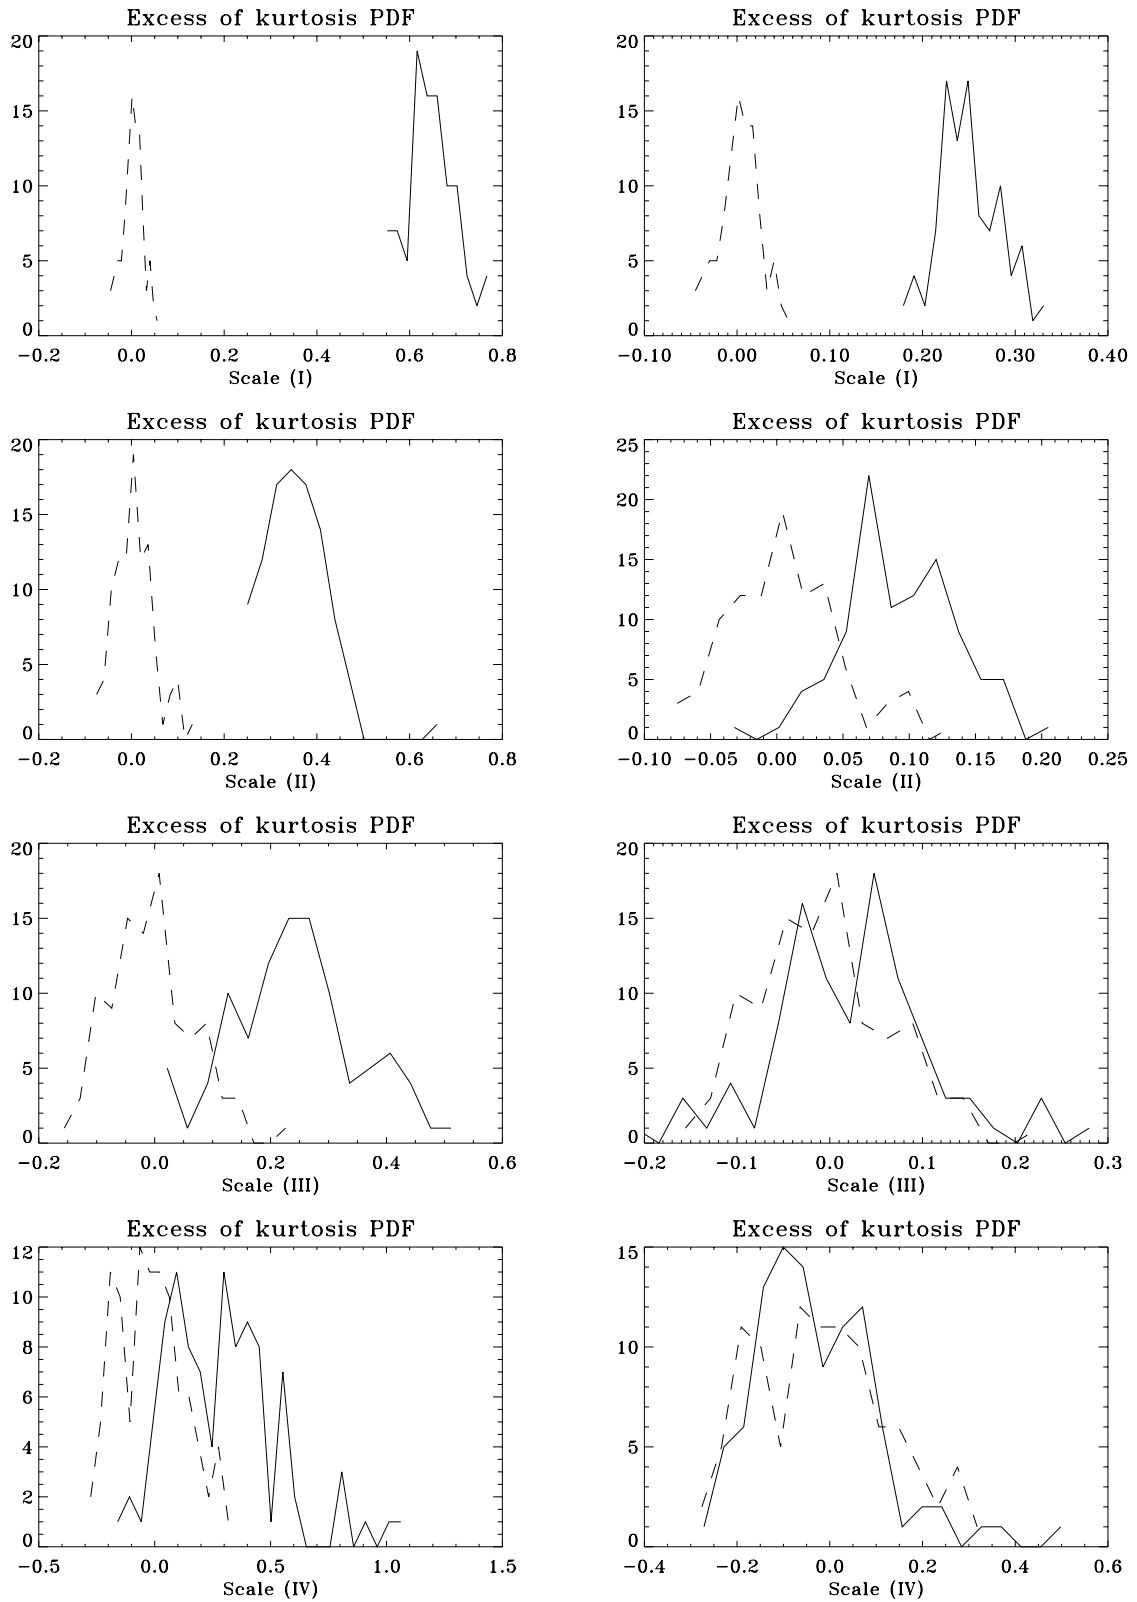 Excess of kurtosis PDF
20
15
10
5
0
−0.2 0.0 0.2 0.4 0.6 0.8
Scale (I)
Excess of kurtosis PDF
20
15
10
5
0
−0.10 0.00 0.10 0.20 0.30 0.40
Scale (I)
Excess of kurtosis PDF
20
15
10
5
0
−0.2 0.0 0.2 0.4 0.6 0.8
Scale (II)
Excess of kurtosis PDF
25
20
15
10
5
0
−0.10 −0.05 0.00 0.05 0.10 0.15 0.20 0.25
Scale (II)
Excess of kurtosis PDF
20
15
10
5
0
−0.2 0.0 0.2 0.4 0.6
Scale (III)
Excess of kurtosis PDF
20
15
10
5
0
−0.2 −0.1 0.0 0.1 0.2 0.3
Scale (III)
Excess of kurtosis PDF
12
10
8
6
4
2
0
−0.5 0.0 0.5 1.0 1.5
Scale (IV)
Excess of kurtosis PDF
15
10
5
0
−0.4 −0.2 0.0 0.2 0.4 0.6
Scale (IV)